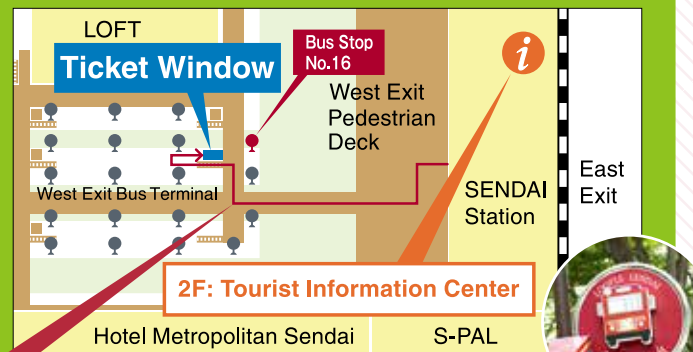 LOFT
Ticket Window
Bus Stop
No.16
i
West Exit
Pedestrian
Deck
West Exit Bus Terminal
SENDAI
Station
East
Exit
2F: Tourist Information Center
Hotel Metropolitan Sendai
S-PAL